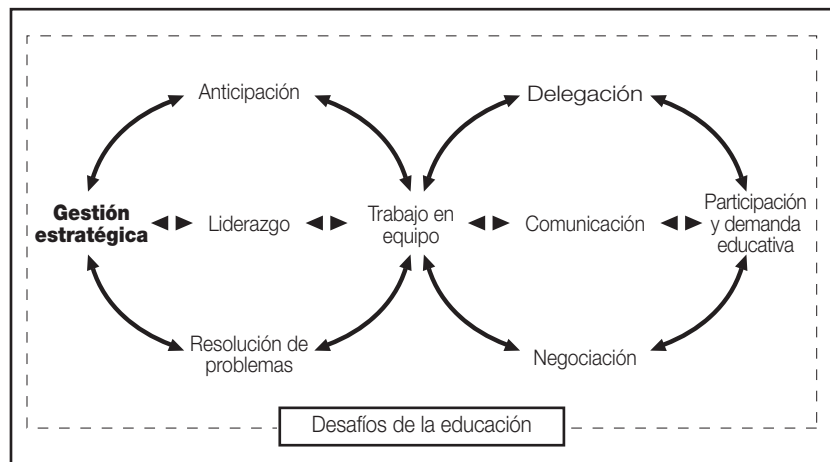 Anticipación
Delegación
Gestión
estratégica
Liderazgo
Trabajo en
equipo
Comunicación
Participación
y demanda
educativa
Resolución de
problemas
Negociación
Desafíos de la educación